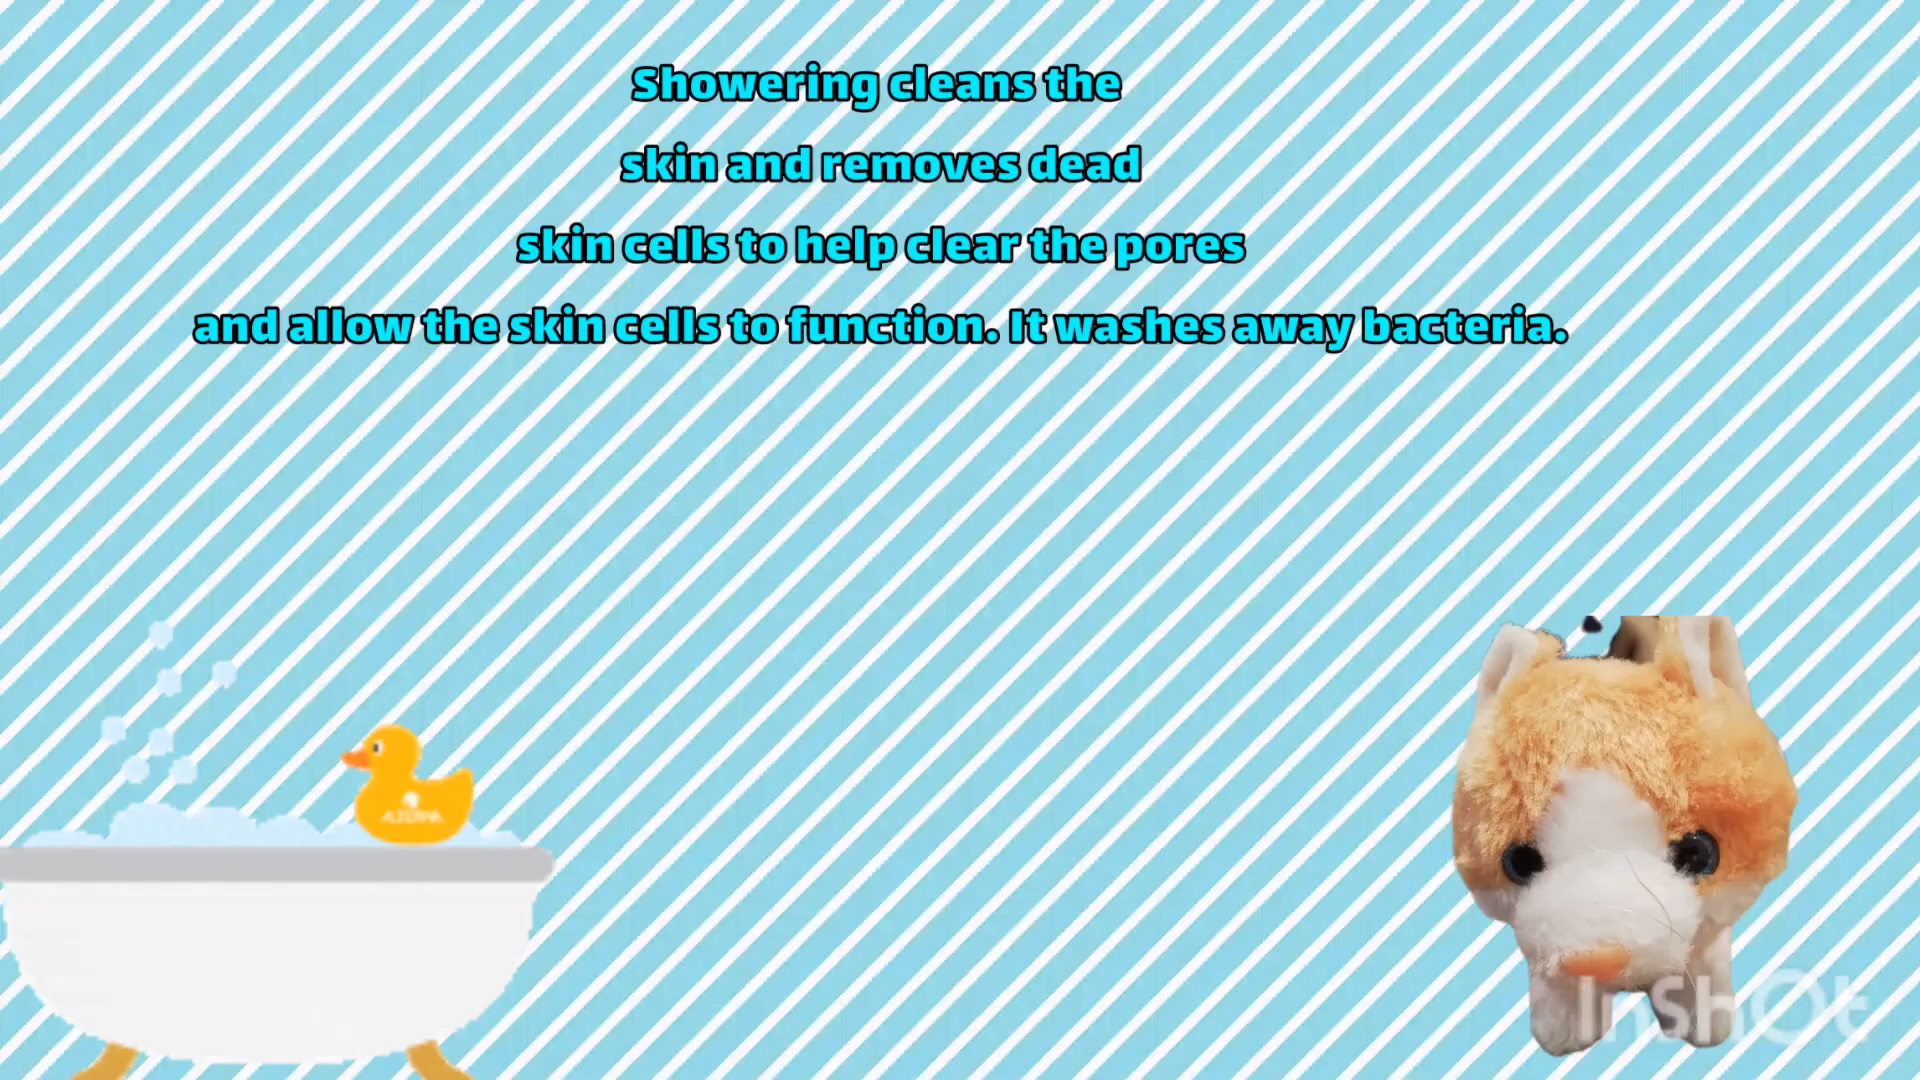 Showering cleans the
skin and removes dead
skin cells to help clear the pores
and allow the skin cells to function. It washes away bacteria.
InShOt